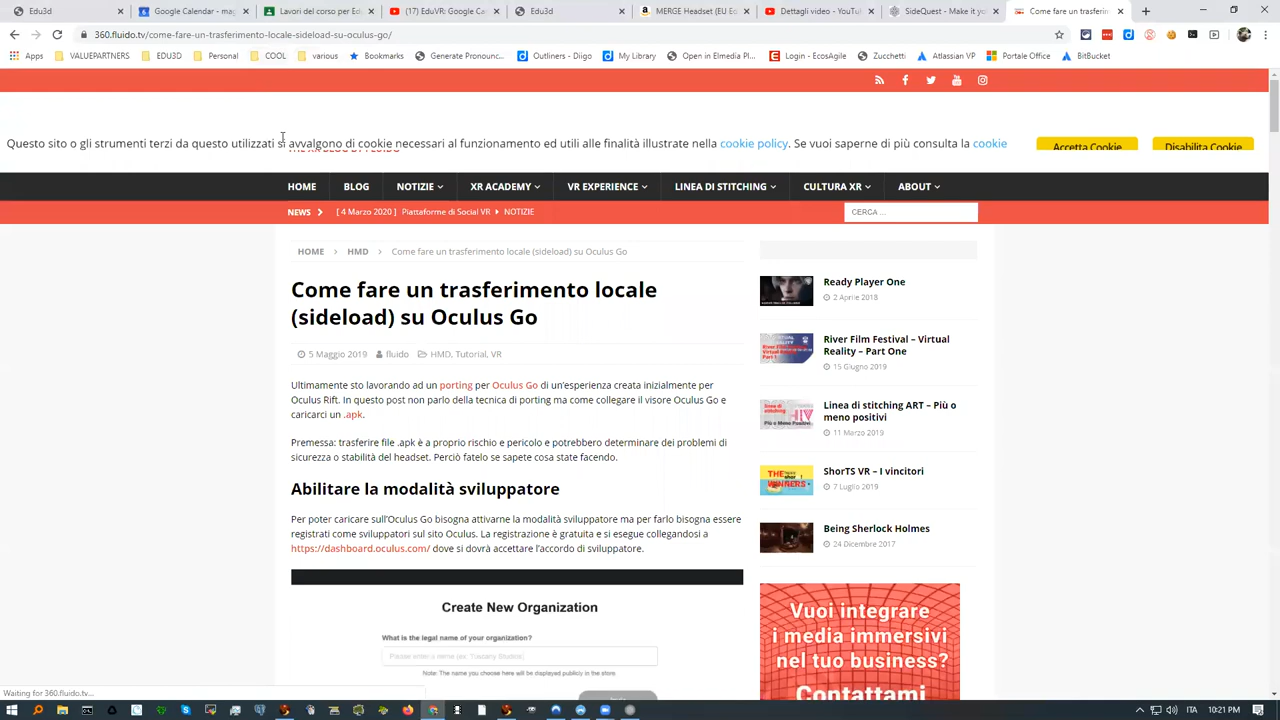 Edu3d
Google Calendar - ma
Edu3d
(17) EduVR: Google C
Edu3d
MERGE Headset (EU E
Dettagli video - YouTu
SideQuest - Make it y
Come fare un trasferin
360.fluido.tv/come-fare-un-trasferimento-locale-sideload-su-oculus-go/
Apps VALUEPARTNERS EDU3D Personal COOL various Bookmarks Generate Pronounc... Outliners - Diigo My Library Open in Elmedia Pl... Login - EcosAgile Zucchetti Atlassian VP Portale Office BitBucket
Questo sito o gli strumenti terzi da questo utilizzati si avvalgono di cookie necessari al funzionamento ed utili alle finalità illustrate nella cookie policy. Se vuoi saperne di più consulta la cookie
Accetta Cookie Disabilita Cookie
HOME BLOG NOTIZIE XR ACADEMY VR EXPERIENCE LINEA DI STITCHING CULTURA XR ABOUT
NEWS [ 4 Marzo 2020 ] Piattaforme di Social VR NOTIZIE
CERCA ...
HOME HMD Come fare un trasferimento locale (sideload) su Oculus Go
Come fare un trasferimento locale
(sideload) su Oculus Go
5 Maggio 2019 fluido HMD, Tutorial, VR
Ultimamente sto lavorando ad un porting per Oculus Go di un'esperienza creata inizialmente per
Oculus Rift. In questo post non parlo della tecnica di porting ma come collegare il visore Oculus Go e
caricarci un .apk.
Premessa: trasferire file .apk è a proprio rischio e pericolo e potrebbero determinare dei problemi di
sicurezza o stabilità del headset. Perciò fatelo se sapete cosa state facendo.
Abilitare la modalità sviluppatore
Per poter caricare sull'Oculus Go bisogna attivarne la modalità sviluppatore ma per farlo bisogna essere
registrati come sviluppatori sul sito Oculus. La registrazione è gratuita e si esegue collegandosi a
https://dashboard.oculus.com/ dove si dovrà accettare l'accordo di sviluppatore.
Create New Organization
What is the legal name of your organization?
Please enter a name (ex. Tuscany Studios)
Note: The name you choose here will be displayed publicly in the store.
Ready Player One
2 Aprile 2018
River Film Festival – Virtual
Reality – Part One
15 Giugno 2019
Linea di stitching ART – Più o
meno positivi
11 Marzo 2019
ShorTS VR – I vincitori
7 Luglio 2019
Being Sherlock Holmes
24 Dicembre 2017
Vuoi integrare
i media immersivi
nel tuo business?
Contattami
Waiting for 360.fluido.tv...
ITA 10:21 PM